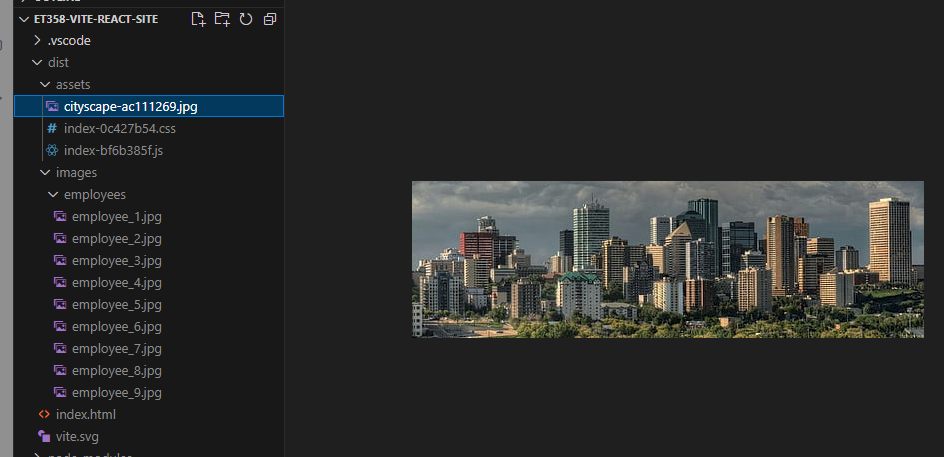 ET358-VITE-REACT-SITE
.vscode
dist
assets
cityscape-ac111269.jpg
index-0c427b54.css
index-bf6b385f.js
images
employees
employee_1.jpg
employee_2.jpg
employee_3.jpg
employee_4.jpg
employee_5.jpg
employee_6.jpg
employee_7.jpg
employee_8.jpg
employee_9.jpg
index.html
vite.svg